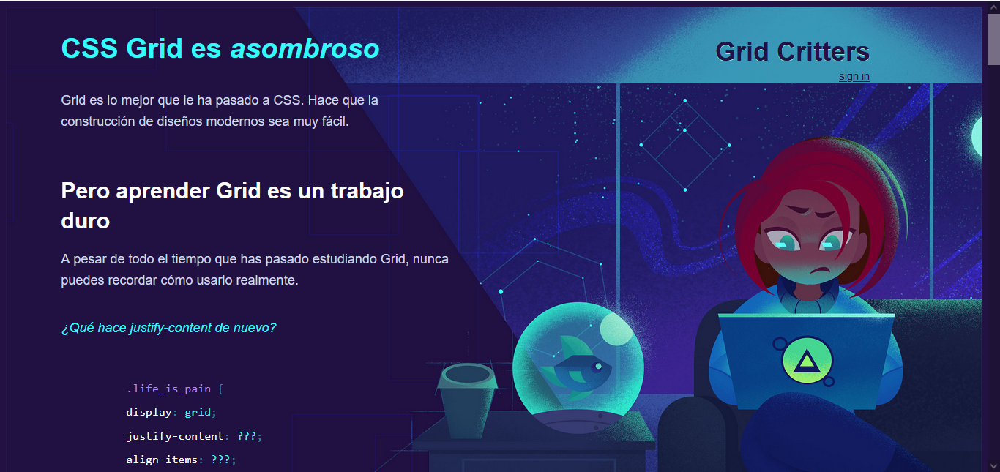 CSS Grid es asombroso
Grid Critters
sign in
Grid es lo mejor que le ha pasado a CSS. Hace que la
construcción de diseños modernos sea muy fácil.
Pero aprender Grid es un trabajo
duro
A pesar de todo el tiempo que has pasado estudiando Grid, nunca
puedes recordar cómo usarlo realmente.
¿Qué hace justify-content de nuevo?
.life_is_pain {
display: grid;
justify-content: ???;
align-items: ???;